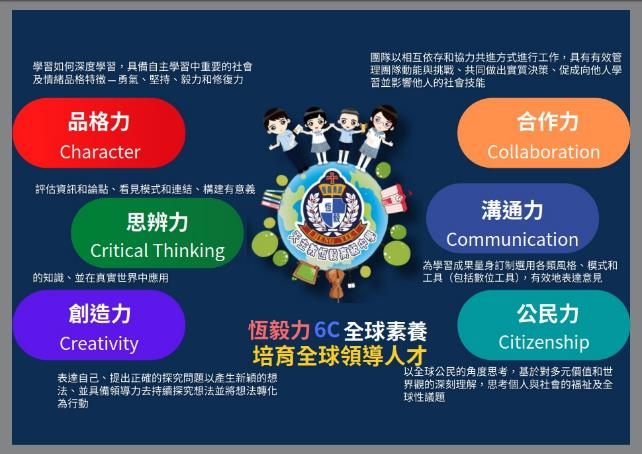 學習如何深度學習，具備自主學習中重要的社會
及情緒品格特徵 — 勇氣、堅持、毅力和修復力
品格力
Character
評估資訊和論點、看見模式和連結、構建有意義
思辨力
Critical Thinking
的知識、並在真實世界中應用
創造力
Creativity
表達自己、提出正確的探究問題以產生新穎的想
法、並具備領導力去持續探究想法並將想法轉化
為行動
天主教恆毅高級中學
恆毅力 6C 全球素養
培育全球領導人才
團隊以相互依存和協力共進方式進行工作，具有有效管
理團隊動能與挑戰、共同做出實質決策、促成向他人學
習並影響他人的社會技能
合作力
Collaboration
溝通力
Communication
為學習成果量身訂制選用各類風格、模式和
工具（包括數位工具），有效地表達意見
公民力
Citizenship
以全球公民的角度思考，基於對多元價值和世
界觀的深刻理解，思考個人與社會的福祉及全
球性議題